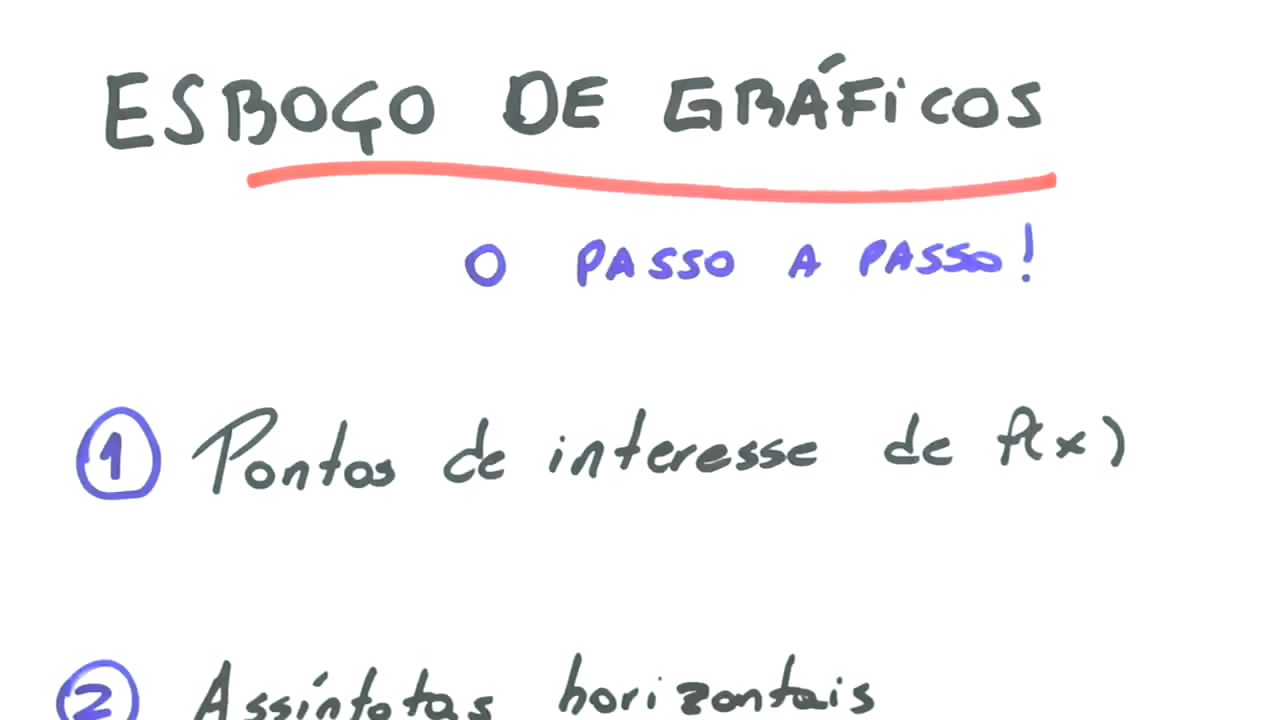 ESBOÇO DE GRÁFiCOS
O PASSO A PASSO!
1 Pontos de interesse de f(x)
2 Assíntotas horizontais